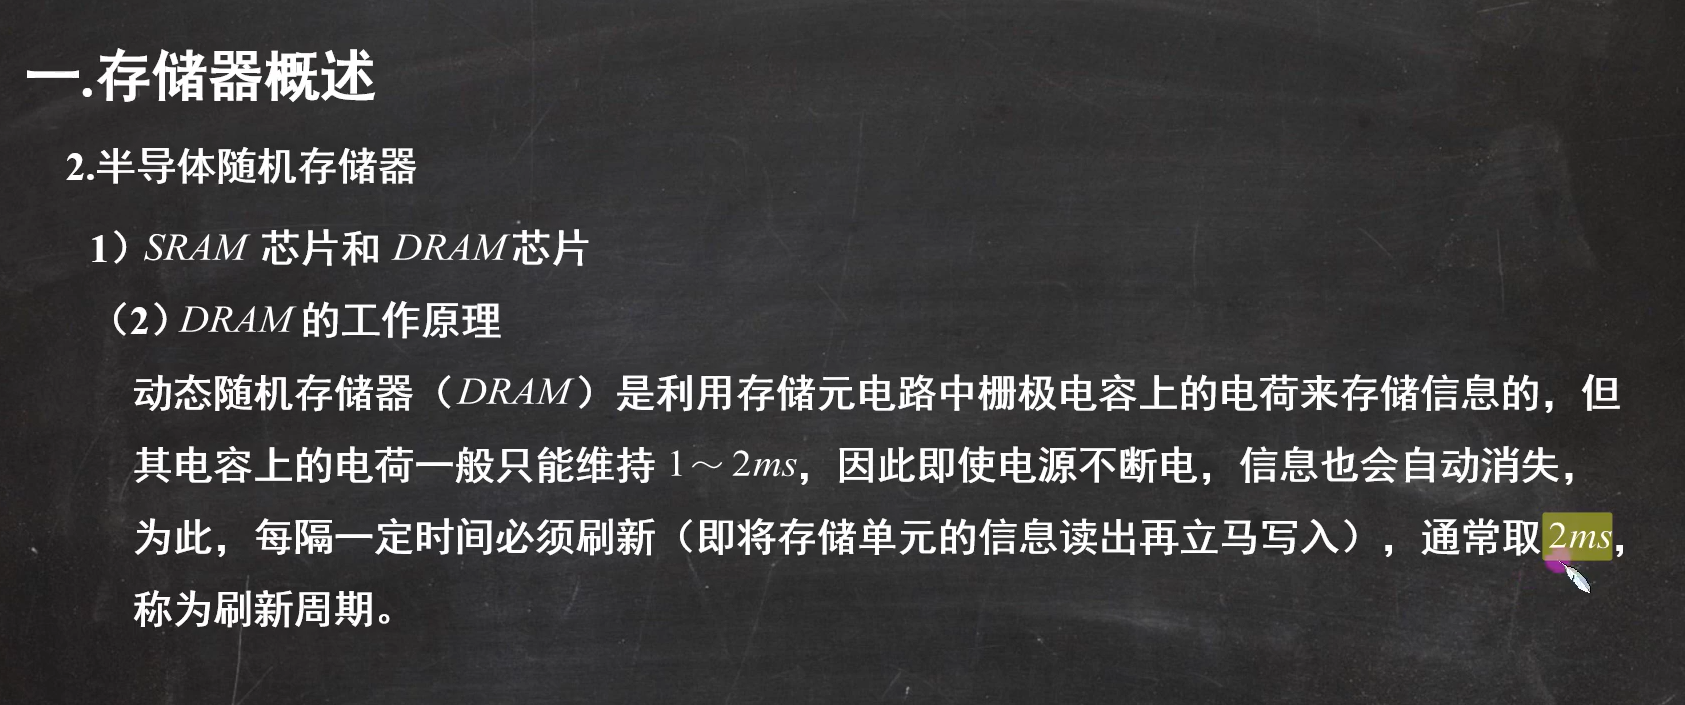 一.存储器概述
2.半导体随机存储器
1）SRAM 芯片和 DRAM芯片
（2）DRAM 的工作原理
动态随机存储器（DRAM）是利用存储元电路中栅极电容上的电荷来存储信息的，但
其电容上的电荷一般只能维持 1～2ms，因此即使电源不断电，信息也会自动消失，
为此，每隔一定时间必须刷新（即将存储单元的信息读出再立马写入），通常取 2ms，
称为刷新周期。